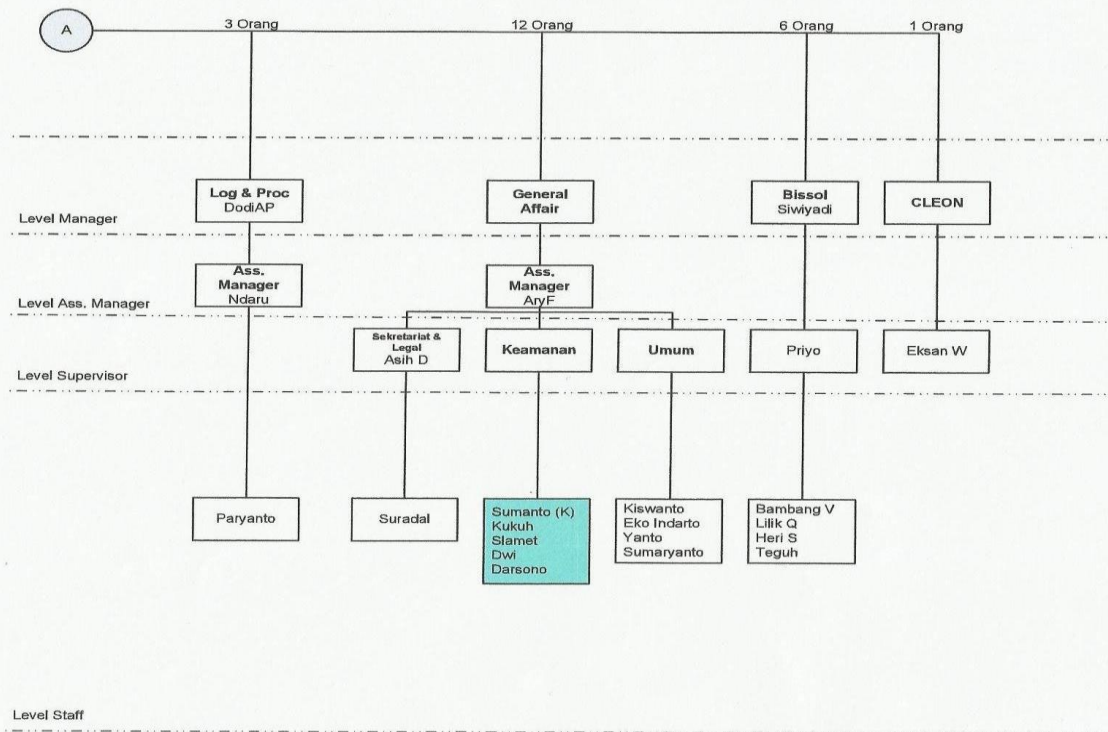 A
3 Orang
12 Orang
6 Orang
1 Orang
Log & Proc
DodiAP
General
Affair
Bissol
Siwiyadi
CLEON
Level Manager
Ass.
Manager
Ndaru
Ass.
Manager
AryF
Level Ass. Manager
Sekretariat &
Legal
Asih D
Keamanan
Umum
Priyo
Eksan W
Level Supervisor
Paryanto
Suradal
Sumanto (K)
Kukuh
Slamet
Dwi
Darsono
Kiswanto
Eko Indarto
Yanto
Sumaryanto
Bambang V
Lilik Q
Heri S
Teguh
Level Staff